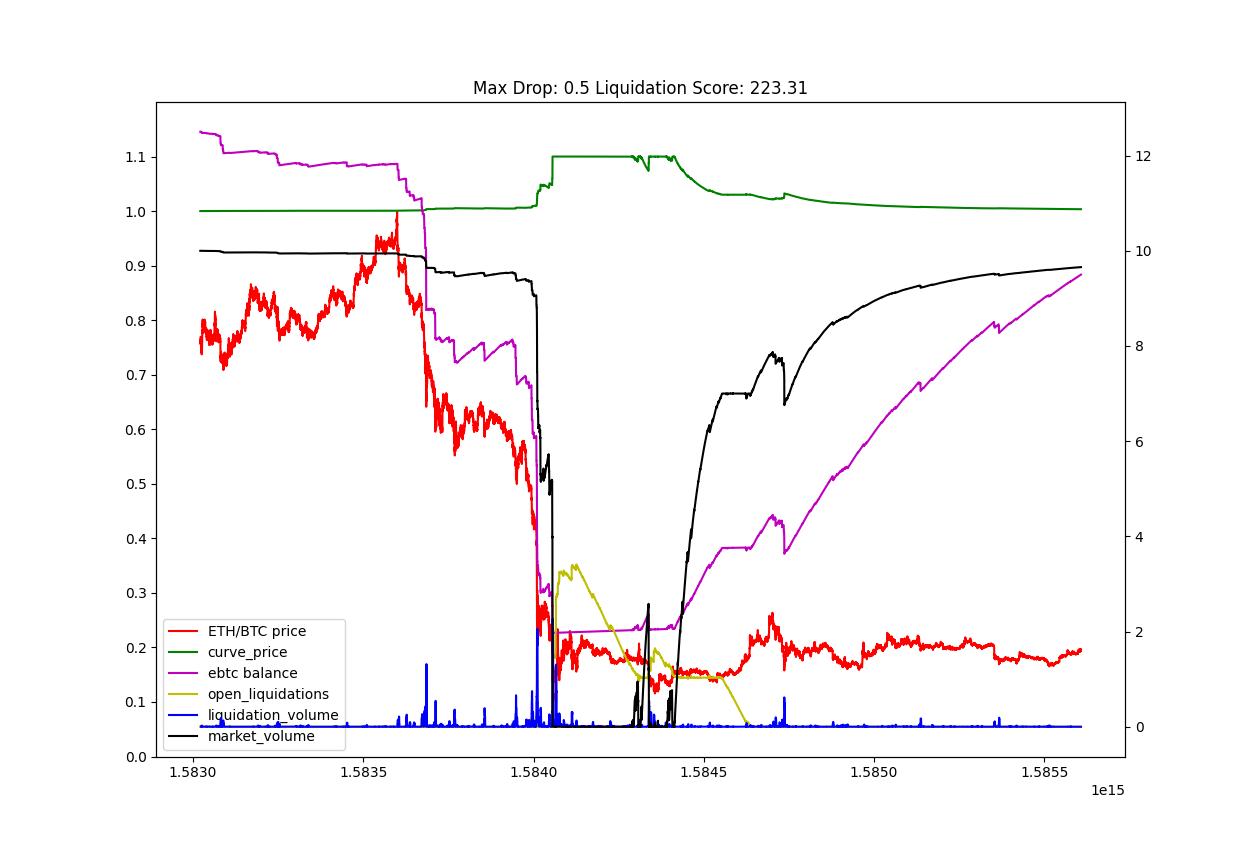 Max Drop: 0.5 Liquidation Score: 223.31
1.1
1.0
0.9
0.8
0.7
0.6
0.5
0.4
0.3
0.2
0.1
0.0
12
10
8
6
4
2
0
ETH/BTC price
curve_price
ebtc balance
open_liquidations
liquidation_volume
market_volume
1.5830 1.5835 1.5840 1.5845 1.5850 1.5855
1e15